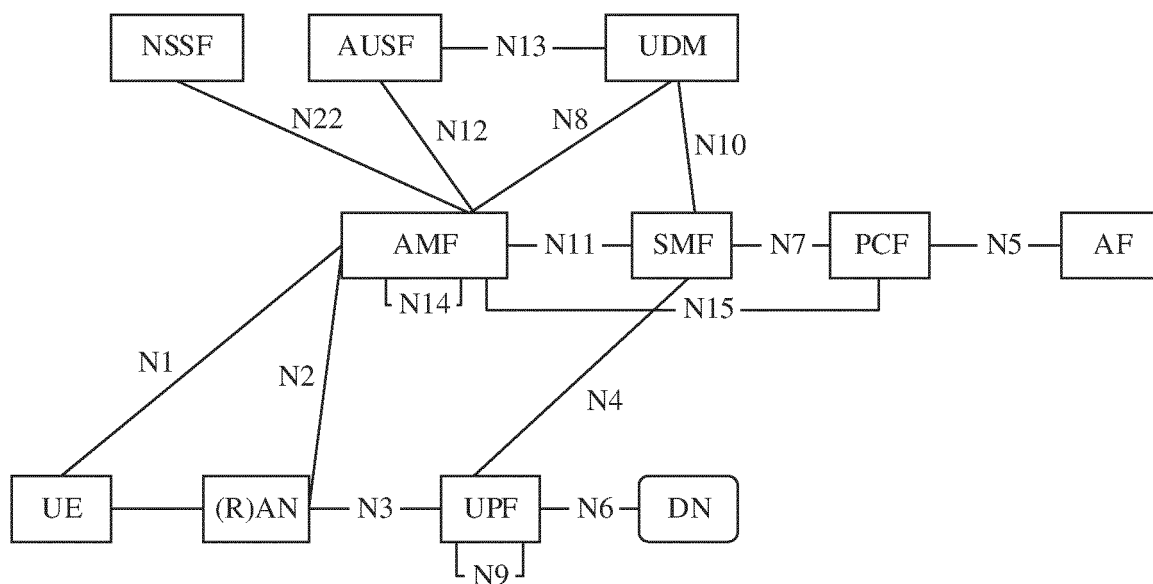 NSSF AUSF N13 UDM
N22 N12 N8
N10
AMF N11 SMF N7 PCF N5 AF
N14 N15
N1 N2
N4
UE (R)AN N3 UPF N6 DN
N9